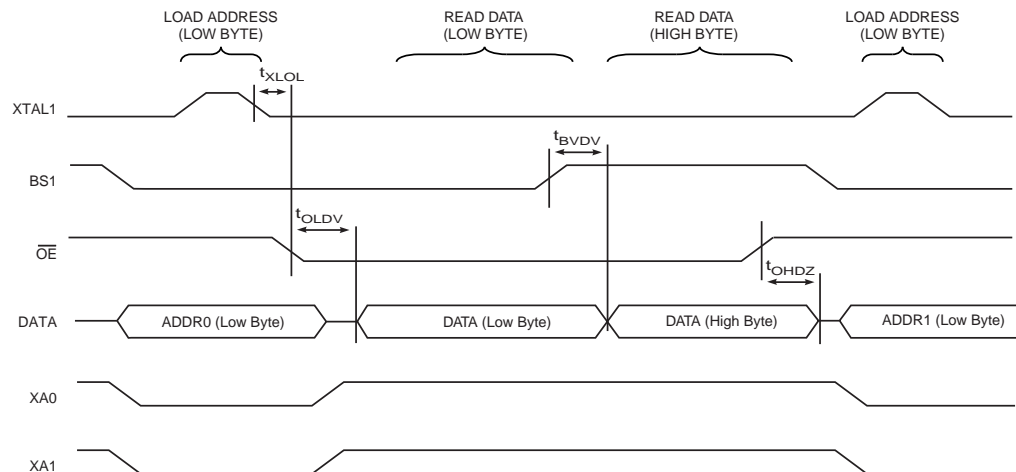 LOAD ADDRESS
(LOW BYTE)
READ DATA
(LOW BYTE)
READ DATA
(HIGH BYTE)
LOAD ADDRESS
(LOW BYTE)
tXLOL
XTAL1
tBVDV
BS1
tOLDV
OE
tOHDZ
DATA
ADDR0 (Low Byte)
DATA (Low Byte)
DATA (High Byte)
ADDR1 (Low Byte)
XA0
XA1